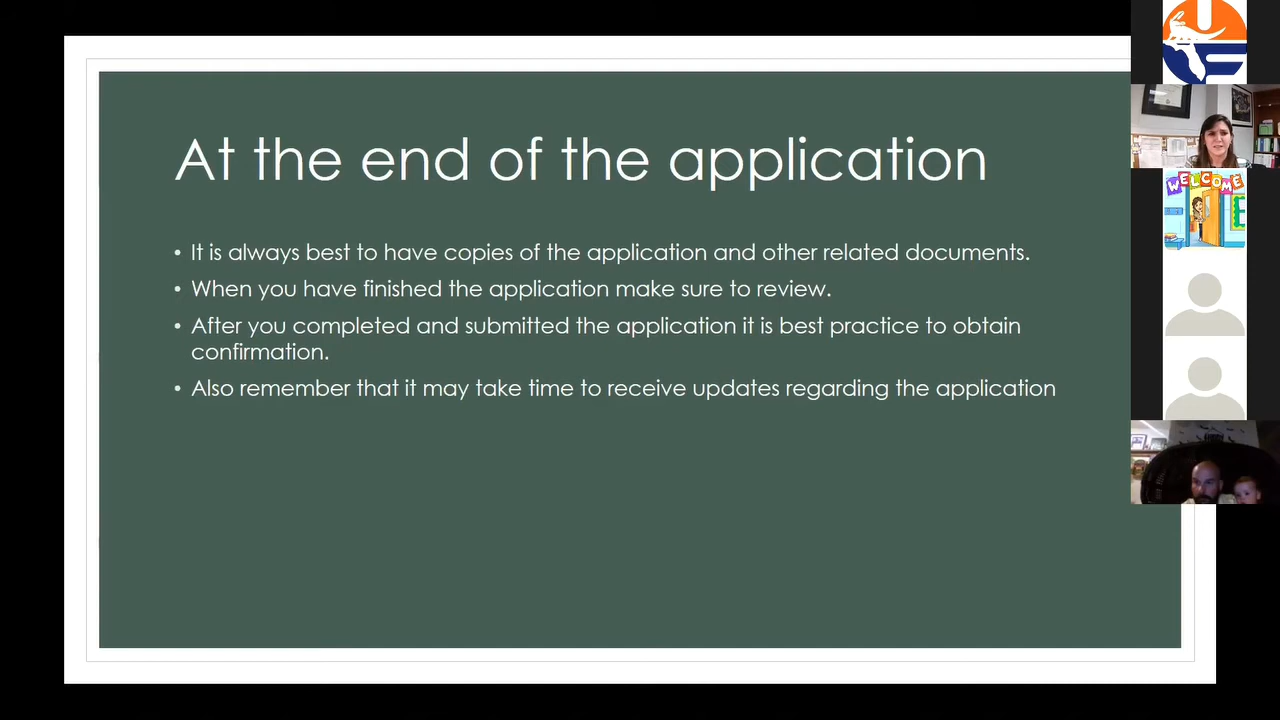 At the end of the application
• It is always best to have copies of the application and other related documents.
• When you have finished the application make sure to review.
• After you completed and submitted the application it is best practice to obtain
confirmation.
• Also remember that it may take time to receive updates regarding the application
WELCOME